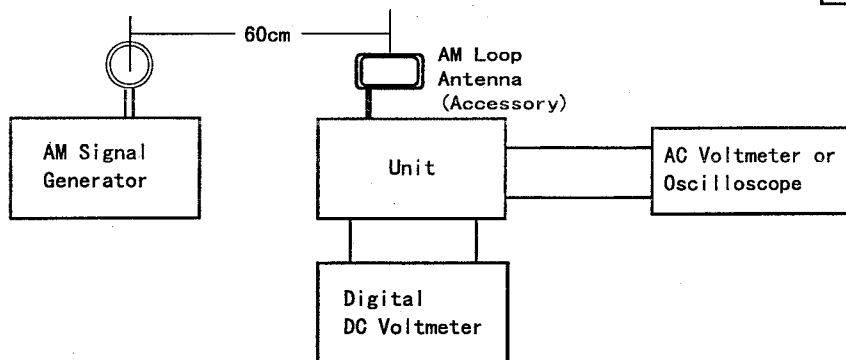 60cm
AM Loop
Antenna
(Accessory)
AM Signal
Generator
Unit
AC Voltmeter or
Oscilloscope
Digital
DC Voltmeter